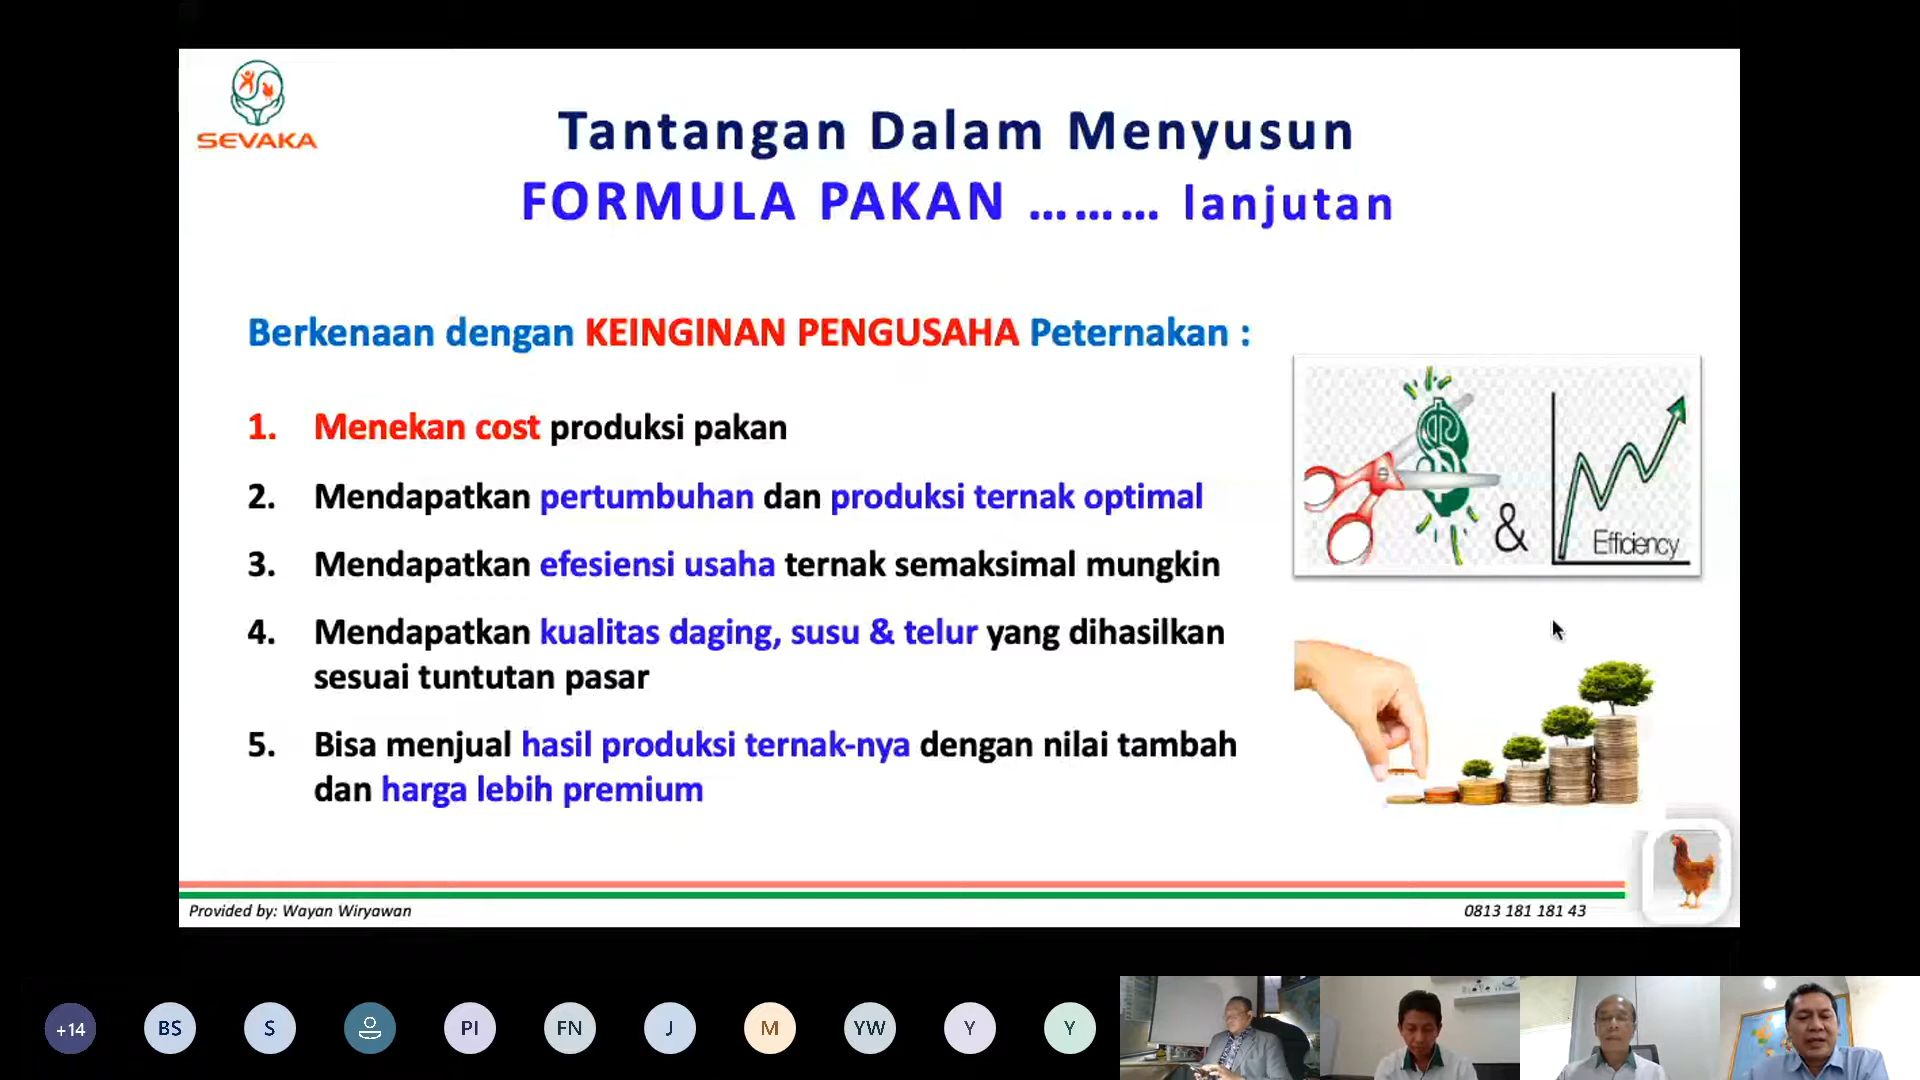 SEVAKA
Tantangan Dalam Menyusun
FORMULA PAKAN ......... lanjutan
Berkenaan dengan KEINGINAN PENGUSAHA Peternakan :
1. Menekan cost produksi pakan
2. Mendapatkan pertumbuhan dan produksi ternak optimal
3. Mendapatkan efesiensi usaha ternak semaksimal mungkin
4. Mendapatkan kualitas daging, susu & telur yang dihasilkan
sesuai tuntutan pasar
5. Bisa menjual hasil produksi ternak-nya dengan nilai tambah
dan harga lebih premium
$
&
Efficiency
Provided by: Wayan Wiryawan
0813 181 181 43
+14 BS S PI FN J M YW Y Y